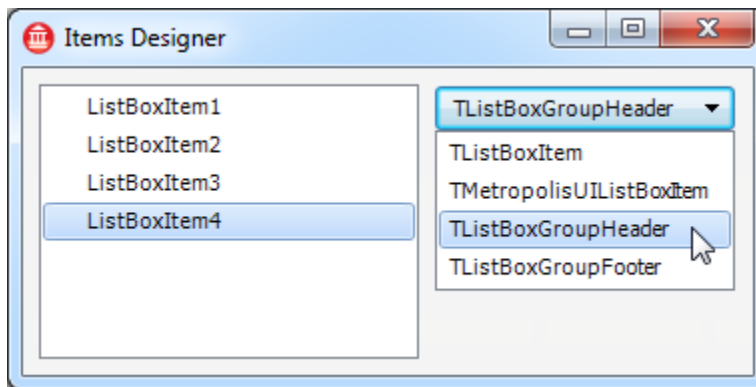 Items Designer
ListBoxItem1
ListBoxItem2
ListBoxItem3
ListBoxItem4
TListBoxGroupHeader
TListBoxItem
TMetropolisUIListBoxItem
TListBoxGroupHeader
TListBoxGroupFooter